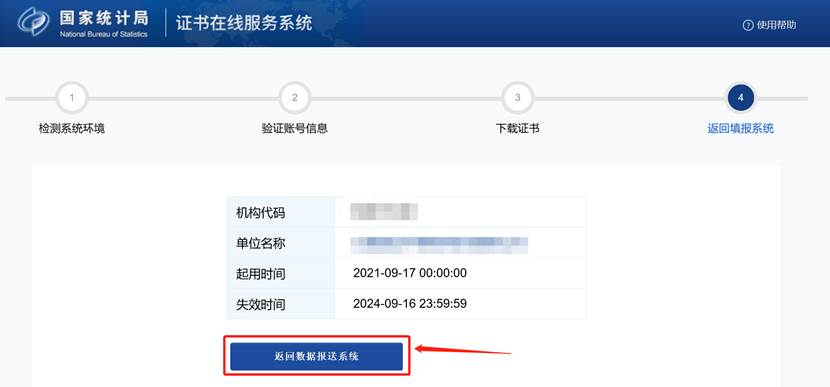 国家统计局
National Bureau of Statistics
证书在线服务系统
使用帮助
1
2
3
4
检测系统环境
验证账号信息
下载证书
返回填报系统
机构代码
单位名称
起用时间 2021-09-17 00:00:00
失效时间 2024-09-16 23:59:59
返回数据报送系统